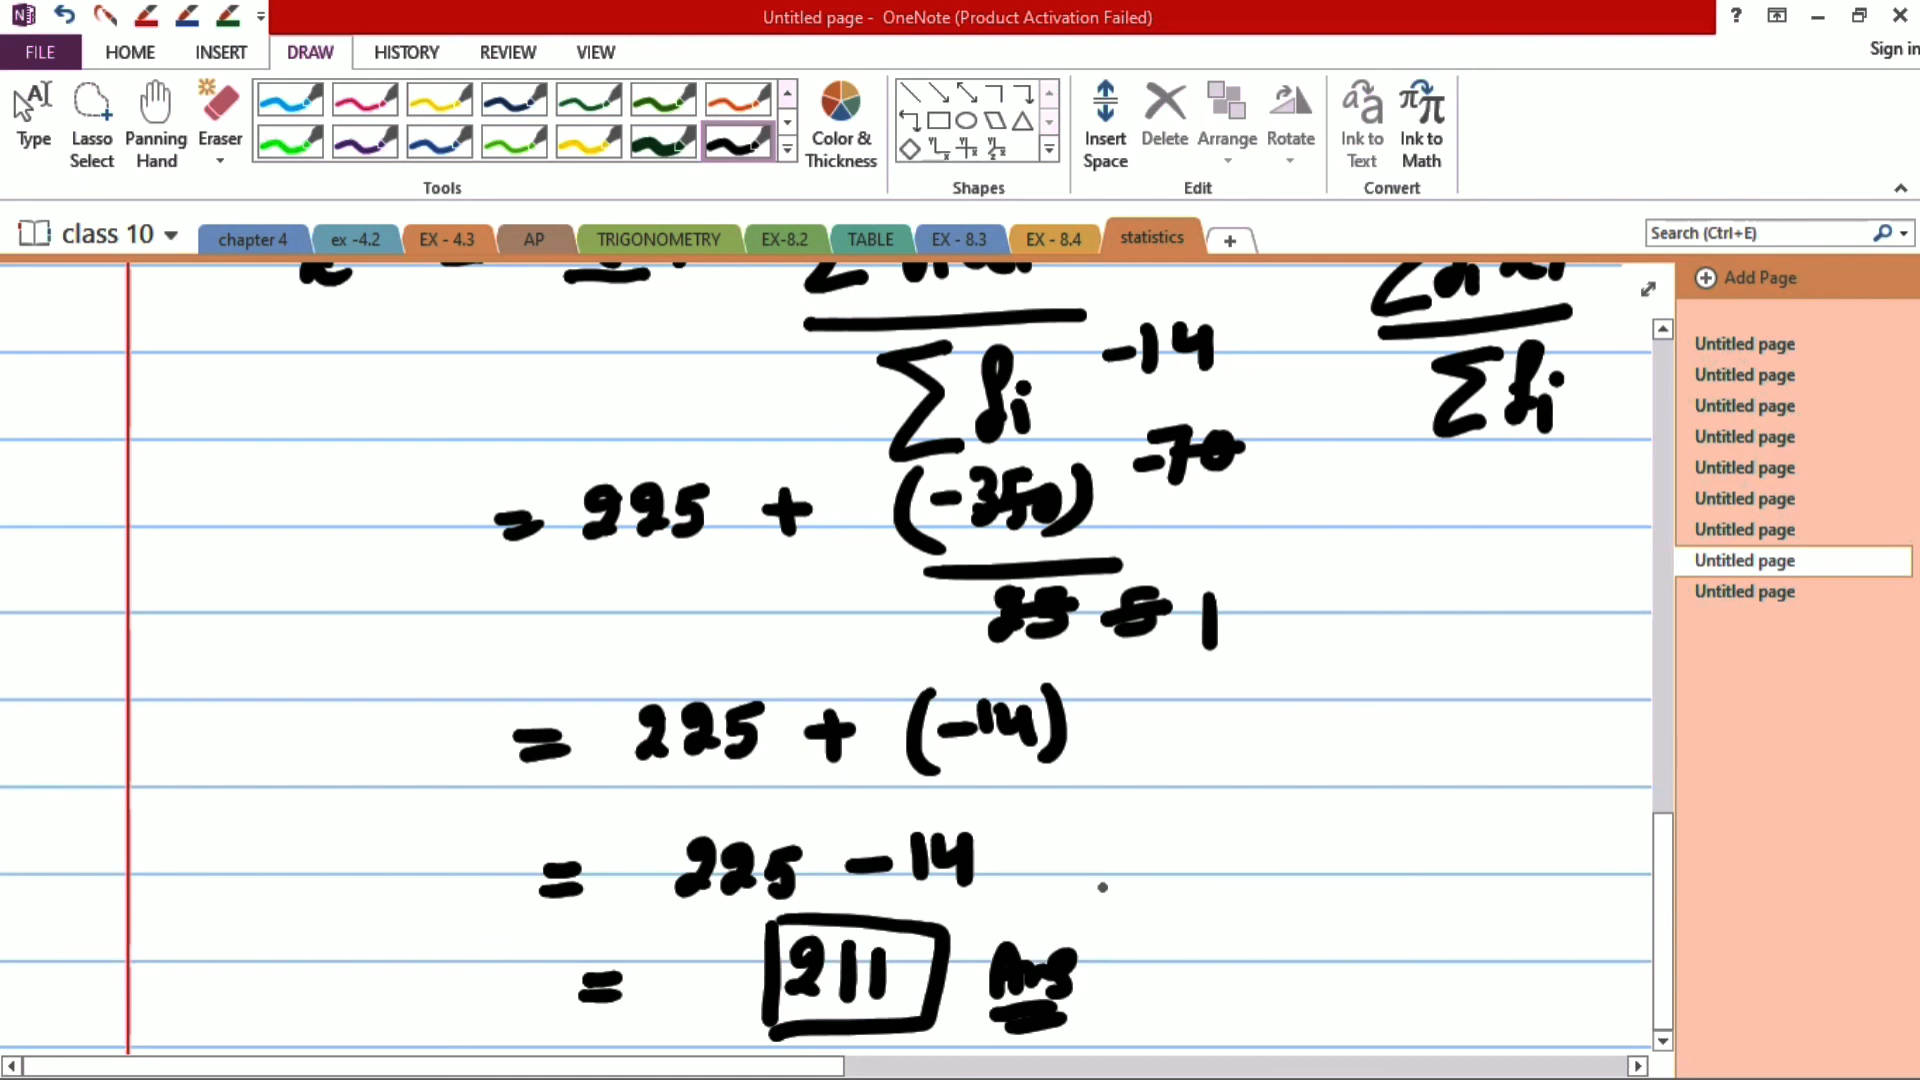 Untitled page - OneNote (Product Activation Failed)
?
FILE HOME INSERT DRAW HISTORY REVIEW VIEW
Sign in
Type
Lasso Select
Panning Hand
Eraser
Color & Thickness
Insert Space
Delete
Arrange
Rotate
Ink to Text
Ink to Math
Tools
Shapes
Edit
Convert
class 10
chapter 4
ex -4.2
EX - 4.3
AP
TRIGONOMETRY
EX-8.2
TABLE
EX - 8.3
EX - 8.4
statistics
Search (Ctrl+E)
Add Page
Untitled page
Untitled page
Untitled page
Untitled page
Untitled page
Untitled page
Untitled page
Untitled page
Untitled page
Σ fi
-14
Σ fi
-70
= 225 + (-350)
25 5 1
= 225 + (-14)
= 225 - 14
= 211 Ans